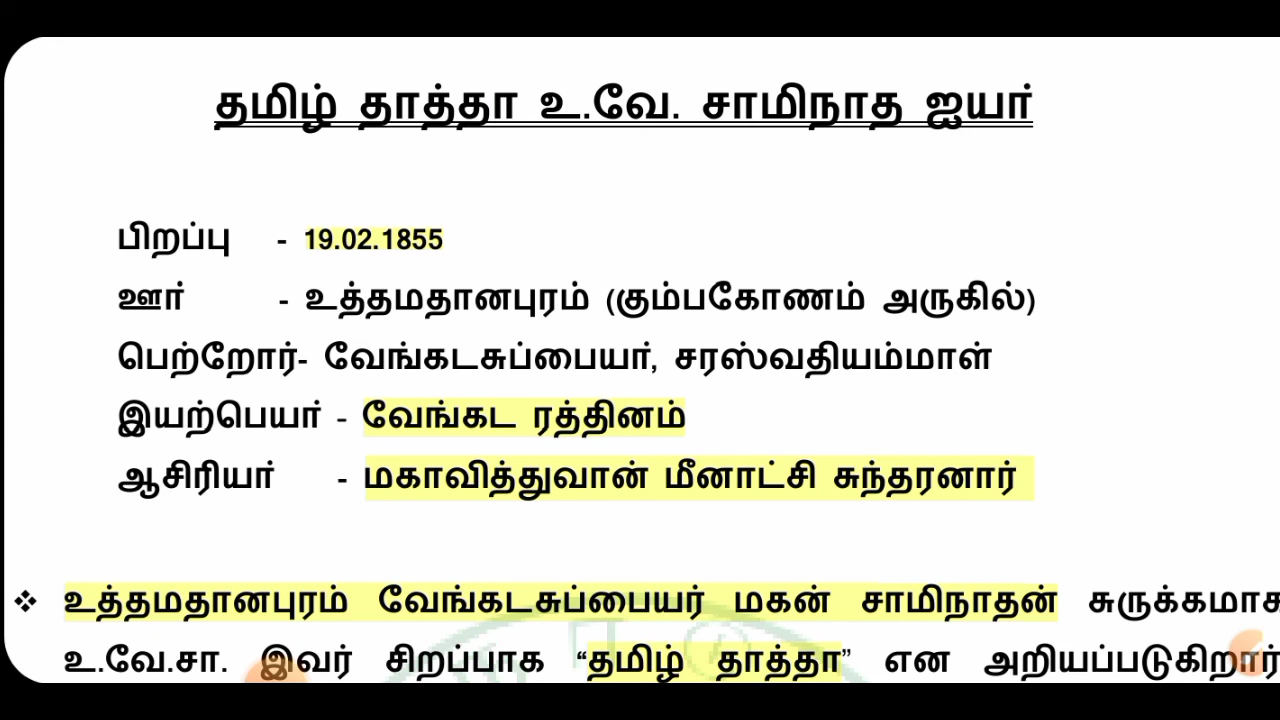 தமிழ் தாத்தா உ.வே. சாமிநாத ஐயர்
பிறப்பு - 19.02.1855
ஊர் - உத்தமதானபுரம் (கும்பகோணம் அருகில்)
பெற்றோர்- வேங்கடசுப்பையர், சரஸ்வதியம்மாள்
இயற்பெயர் - வேங்கட ரத்தினம்
ஆசிரியர் - மகாவித்துவான் மீனாட்சி சுந்தரனார்
❖ உத்தமதானபுரம் வேங்கடசுப்பையர் மகன் சாமிநாதன் சுருக்கமாக
உ.வே.சா. இவர் சிறப்பாக “தமிழ் தாத்தா” என அறியப்படுகிறார்